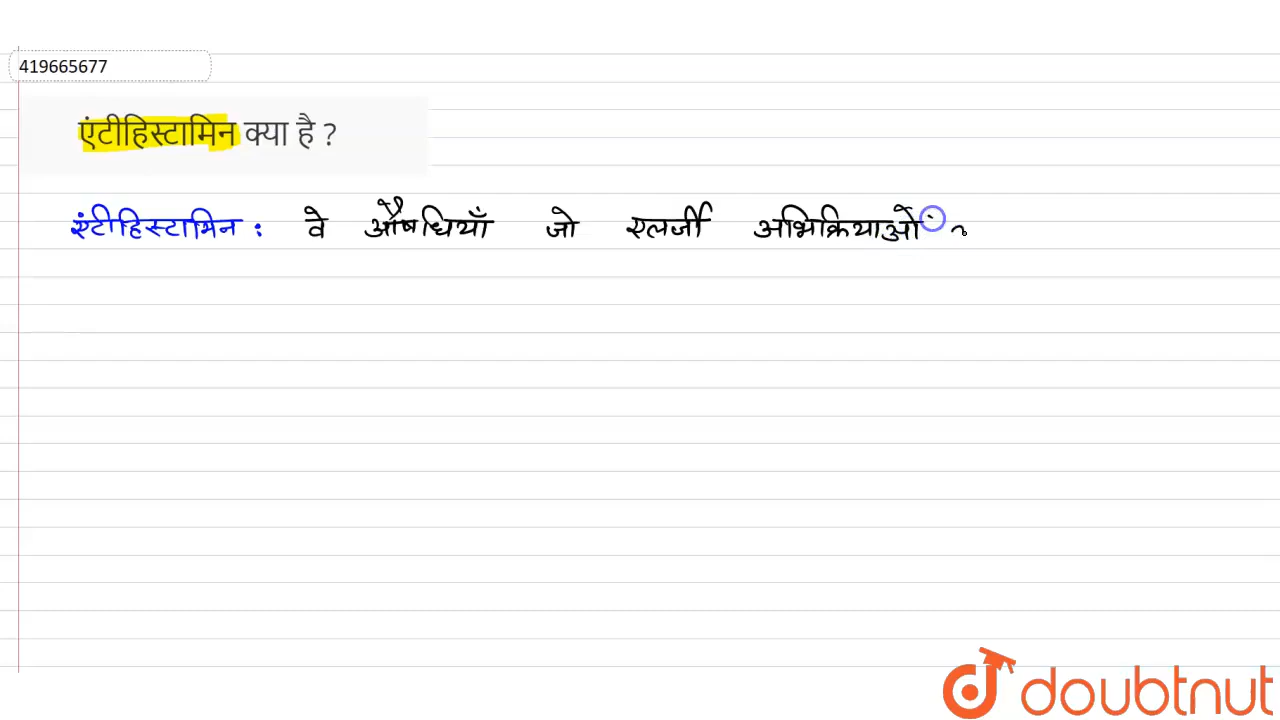 419665677
एंटीहिस्टामिन क्या है ?
एंटीहिस्टामिन : वे औषधियाँ जो एलर्जी अभिक्रियाओं
doubtnut